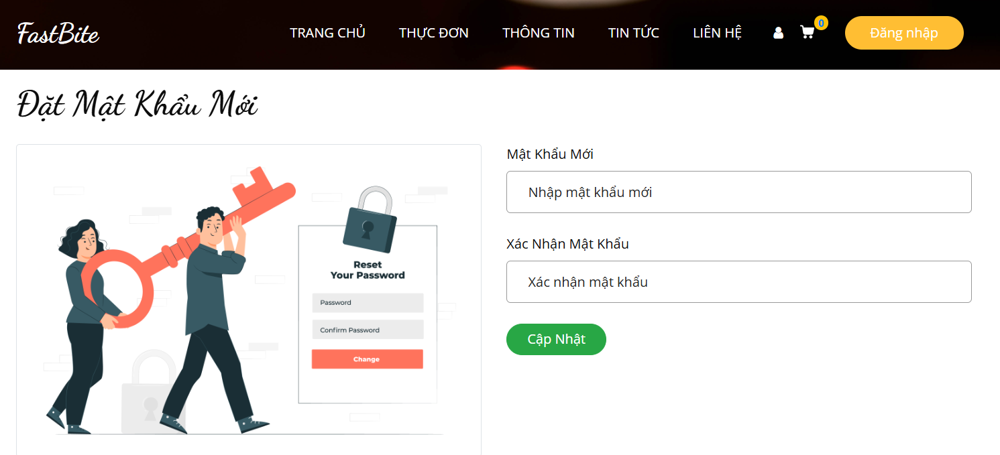 FastBite
TRANG CHỦ THỰC ĐƠN THÔNG TIN TIN TỨC LIÊN HỆ 0 Đăng nhập
Đặt Mật Khẩu Mới
Reset
Your Password
Password
Confirm Password
Change
Mật Khẩu Mới
Nhập mật khẩu mới
Xác Nhận Mật Khẩu
Xác nhận mật khẩu
Cập Nhật